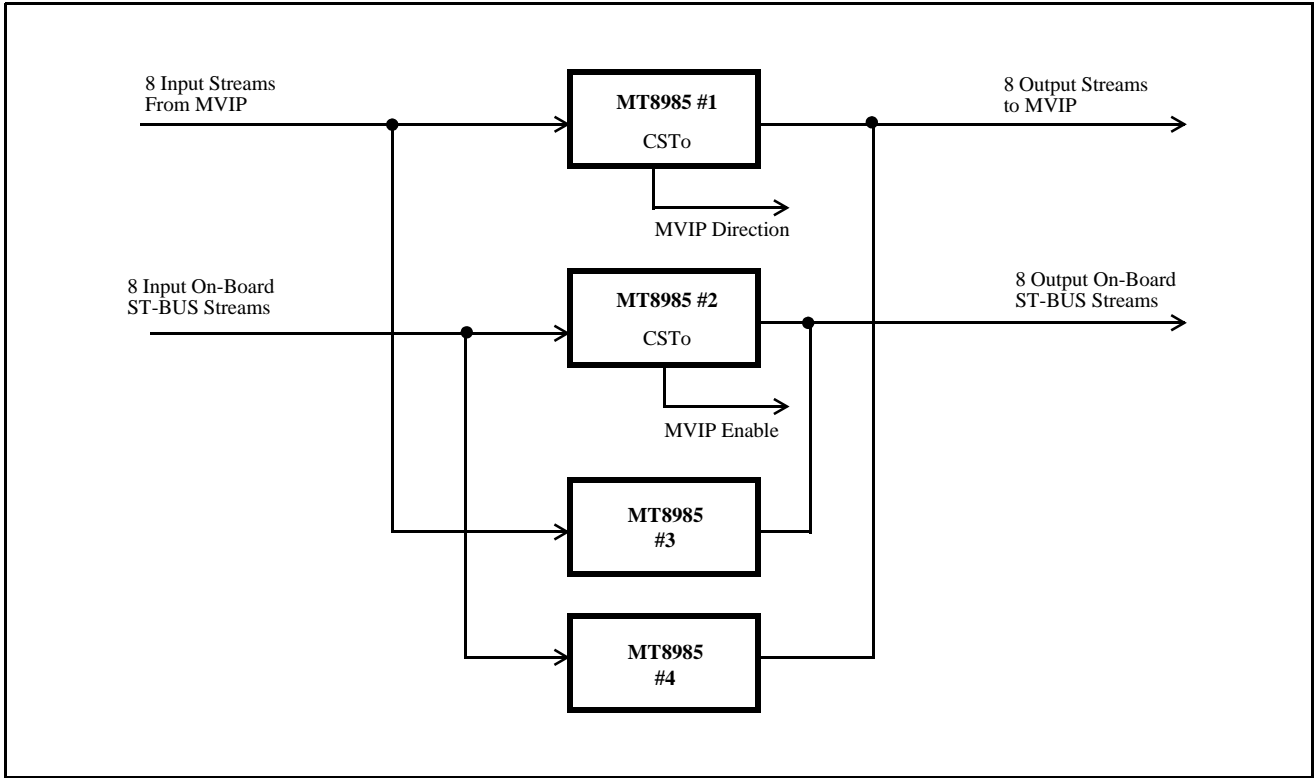 8 Input Streams
From MVIP
MT8985 #1
CSTo
8 Output Streams
to MVIP
MVIP Direction
8 Input On-Board
ST-BUS Streams
MT8985 #2
CSTo
8 Output On-Board
ST-BUS Streams
MVIP Enable
MT8985
#3
MT8985
#4